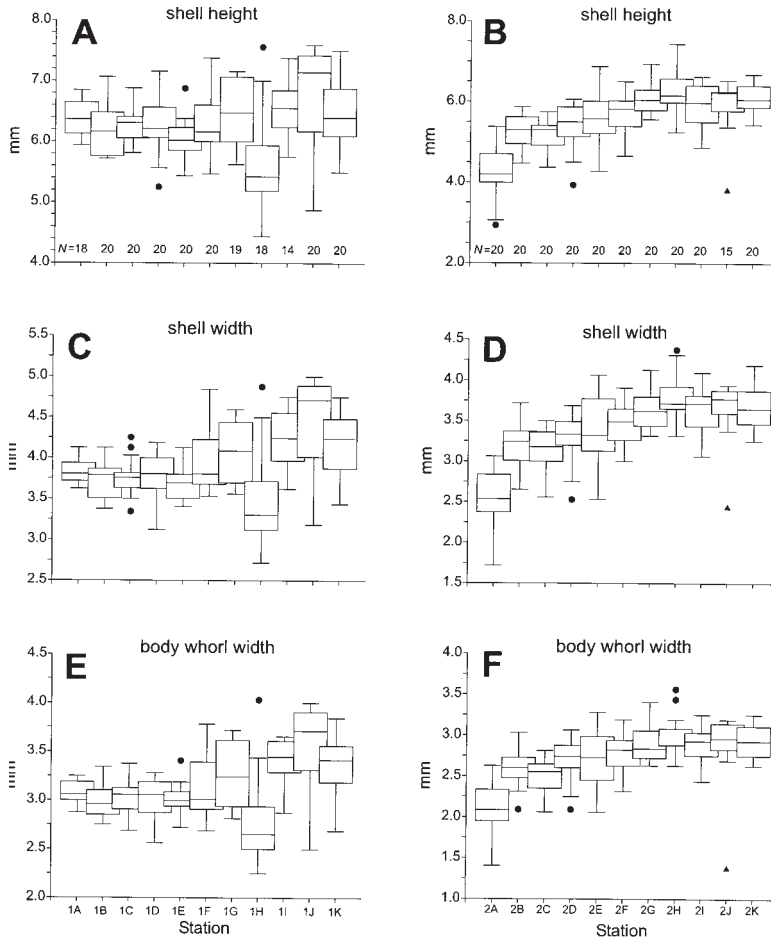 A
shell height
8.0
7.0
6.0
5.0
4.0
mm
N=18 20 20 20 20 20 19 18 14 20 20
B
shell height
8.0
6.0
4.0
2.0
mm
N=20 20 20 20 20 20 20 20 20 15 20
C
shell width
5.5
5.0
4.5
4.0
3.5
3.0
2.5
mm
D
shell width
4.5
4.0
3.5
3.0
2.5
2.0
1.5
mm
E
body whorl width
4.5
4.0
3.5
3.0
2.5
2.0
mm
1A 1B 1C 1D 1E 1F 1G 1H 1I 1J 1K
Station
F
body whorl width
4.0
3.5
3.0
2.5
2.0
1.5
1.0
mm
2A 2B 2C 2D 2E 2F 2G 2H 2I 2J 2K
Station